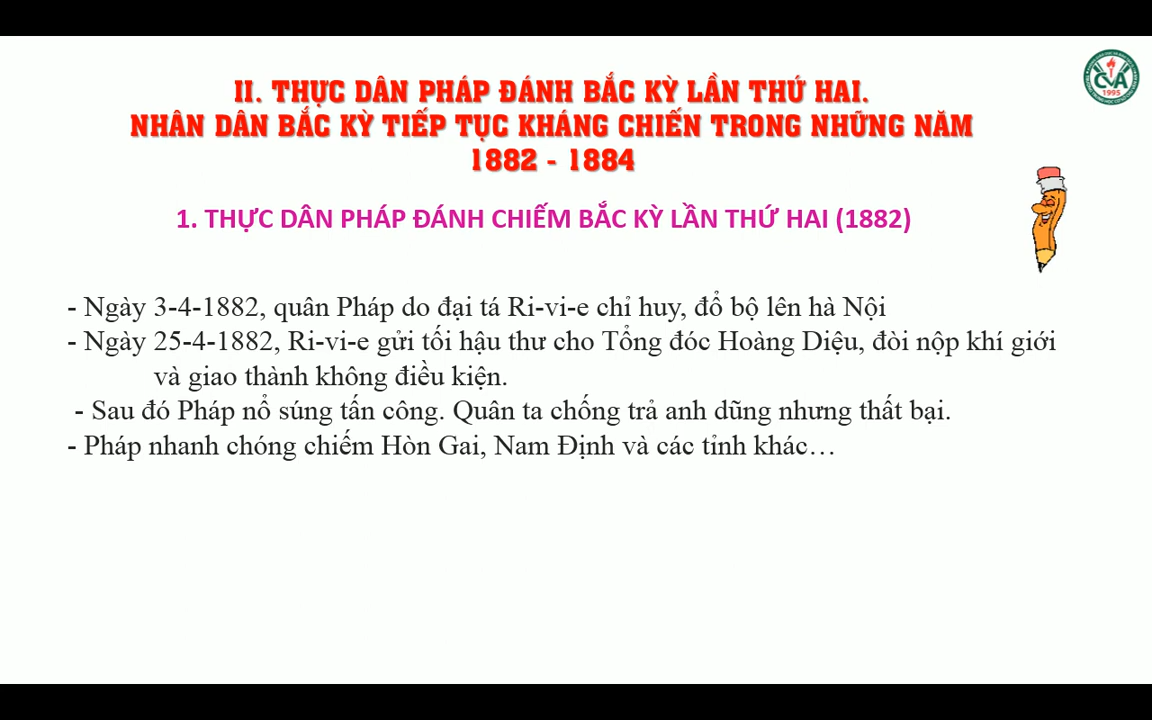 II. THỰC DÂN PHÁP ĐÁNH BẮC KỲ LẦN THỨ HAI.
NHÂN DÂN BẮC KỲ TIẾP TỤC KHÁNG CHIẾN TRONG NHỮNG NĂM
1882 - 1884
1. THỰC DÂN PHÁP ĐÁNH CHIẾM BẮC KỲ LẦN THỨ HAI (1882)
- Ngày 3-4-1882, quân Pháp do đại tá Ri-vi-e chỉ huy, đổ bộ lên hà Nội
- Ngày 25-4-1882, Ri-vi-e gửi tối hậu thư cho Tổng đóc Hoàng Diệu, đòi nộp khí giới
và giao thành không điều kiện.
- Sau đó Pháp nổ súng tấn công. Quân ta chống trả anh dũng nhưng thất bại.
- Pháp nhanh chóng chiếm Hòn Gai, Nam Định và các tỉnh khác…
CVA
1995